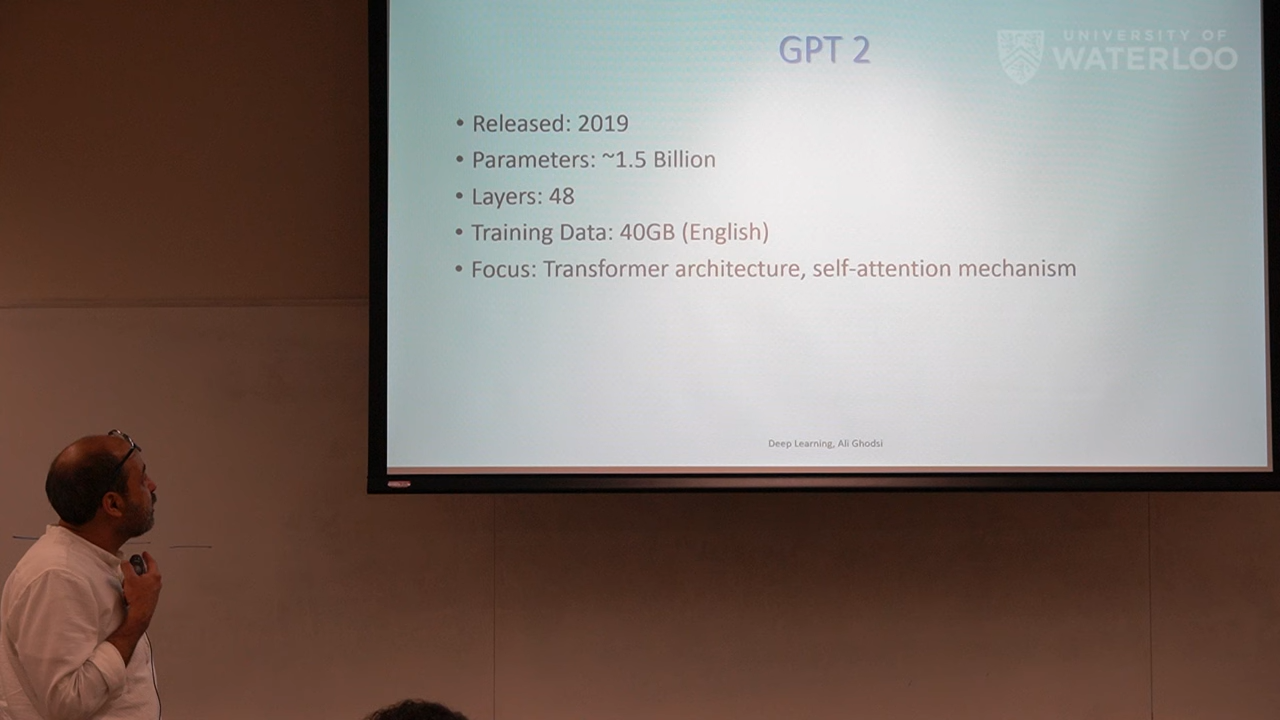 GPT 2
UNIVERSITY OF
WATERLOO
• Released: 2019
• Parameters: ~1.5 Billion
• Layers: 48
• Training Data: 40GB (English)
• Focus: Transformer architecture, self-attention mechanism
Deep Learning, Ali Ghodsi